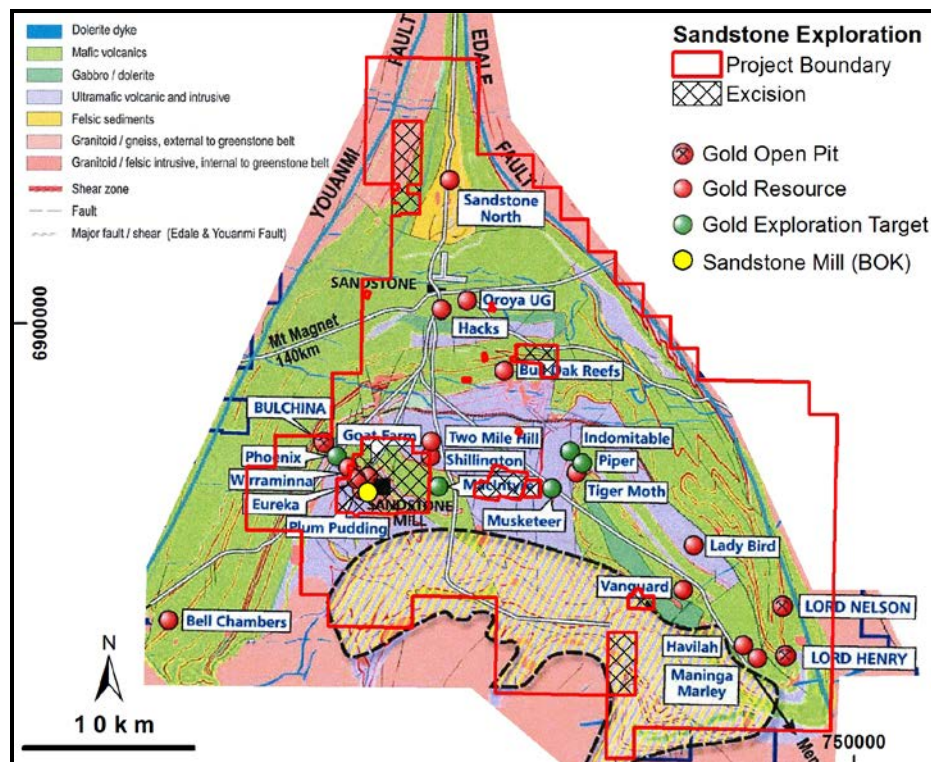 Dolerite dyke
Mafic volcanics
Gabbro / dolerite
Ultramafic volcanic and intrusive
Felsic sediments
Granitoid / gneiss, external to greenstone belt
Granitoid / felsic intrusive, internal to greenstone belt
Shear zone
Fault
Major fault / shear (Edale & Youanmi Fault)
Sandstone Exploration
Project Boundary
Excision
Gold Open Pit
Gold Resource
Gold Exploration Target
Sandstone Mill (BOK)
YOUANMI
FAULT
EDALE
FAULT
Sandstone
North
SANDSTONE
Oroya UG
Hacks
6900000
Mt Magnet
140km
Oak Reefs
BULCHINA
Goat Farm
Two Mile Hill
Indomitable
Phoenix
Shillington
Piper
Wirraminna
Tiger Moth
Eureka
Musketeer
Plum Pudding
SANDSTONE
MILL
Lady Bird
Vanguard
LORD NELSON
Bell Chambers
Havilah
LORD HENRY
Maninga
Marley
N
10 km
750000